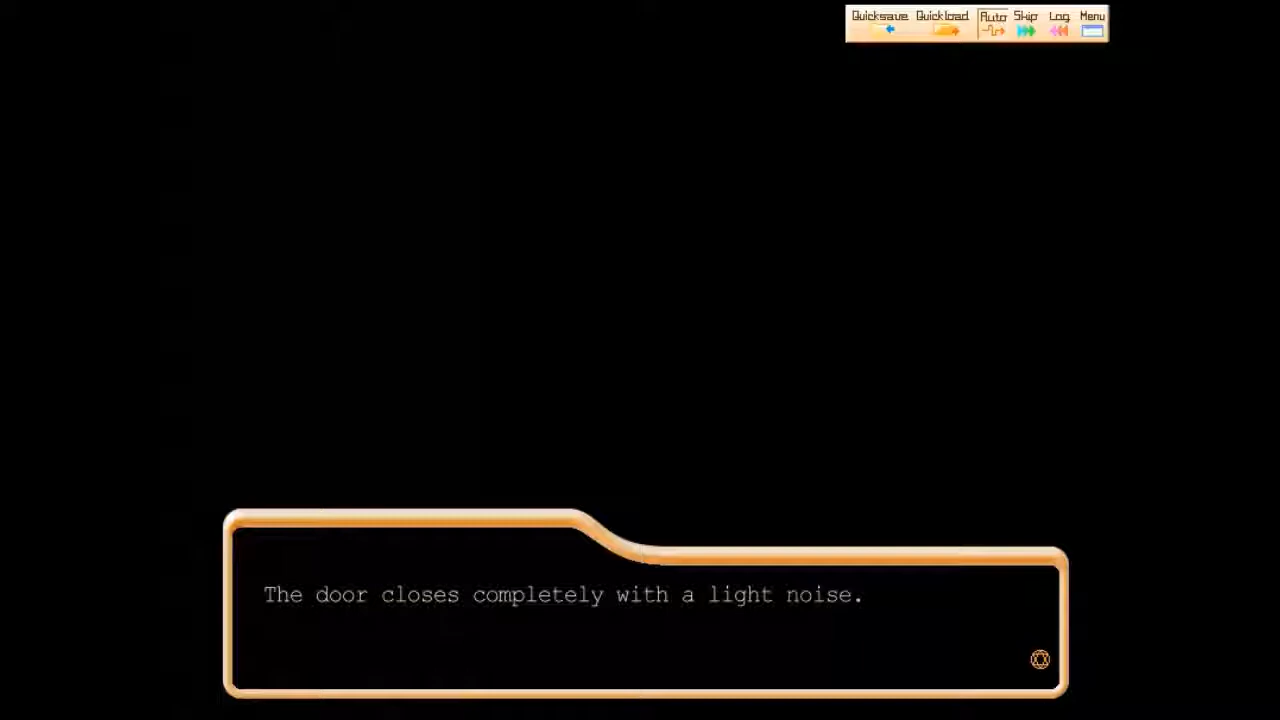 Quicksave Quickload Auto Skip Log Menu
The door closes completely with a light noise.